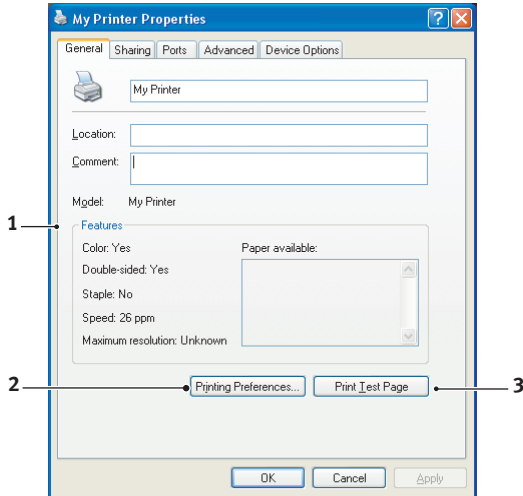 My Printer Properties
General Sharing Ports Advanced Device Options
My Printer
Location:
Comment:
Model: My Printer
1
Features
Color: Yes
Paper available:
Double-sided: Yes
Staple: No
Speed: 26 ppm
Maximum resolution: Unknown
2
Printing Preferences...
Print Test Page
3
OK Cancel Apply